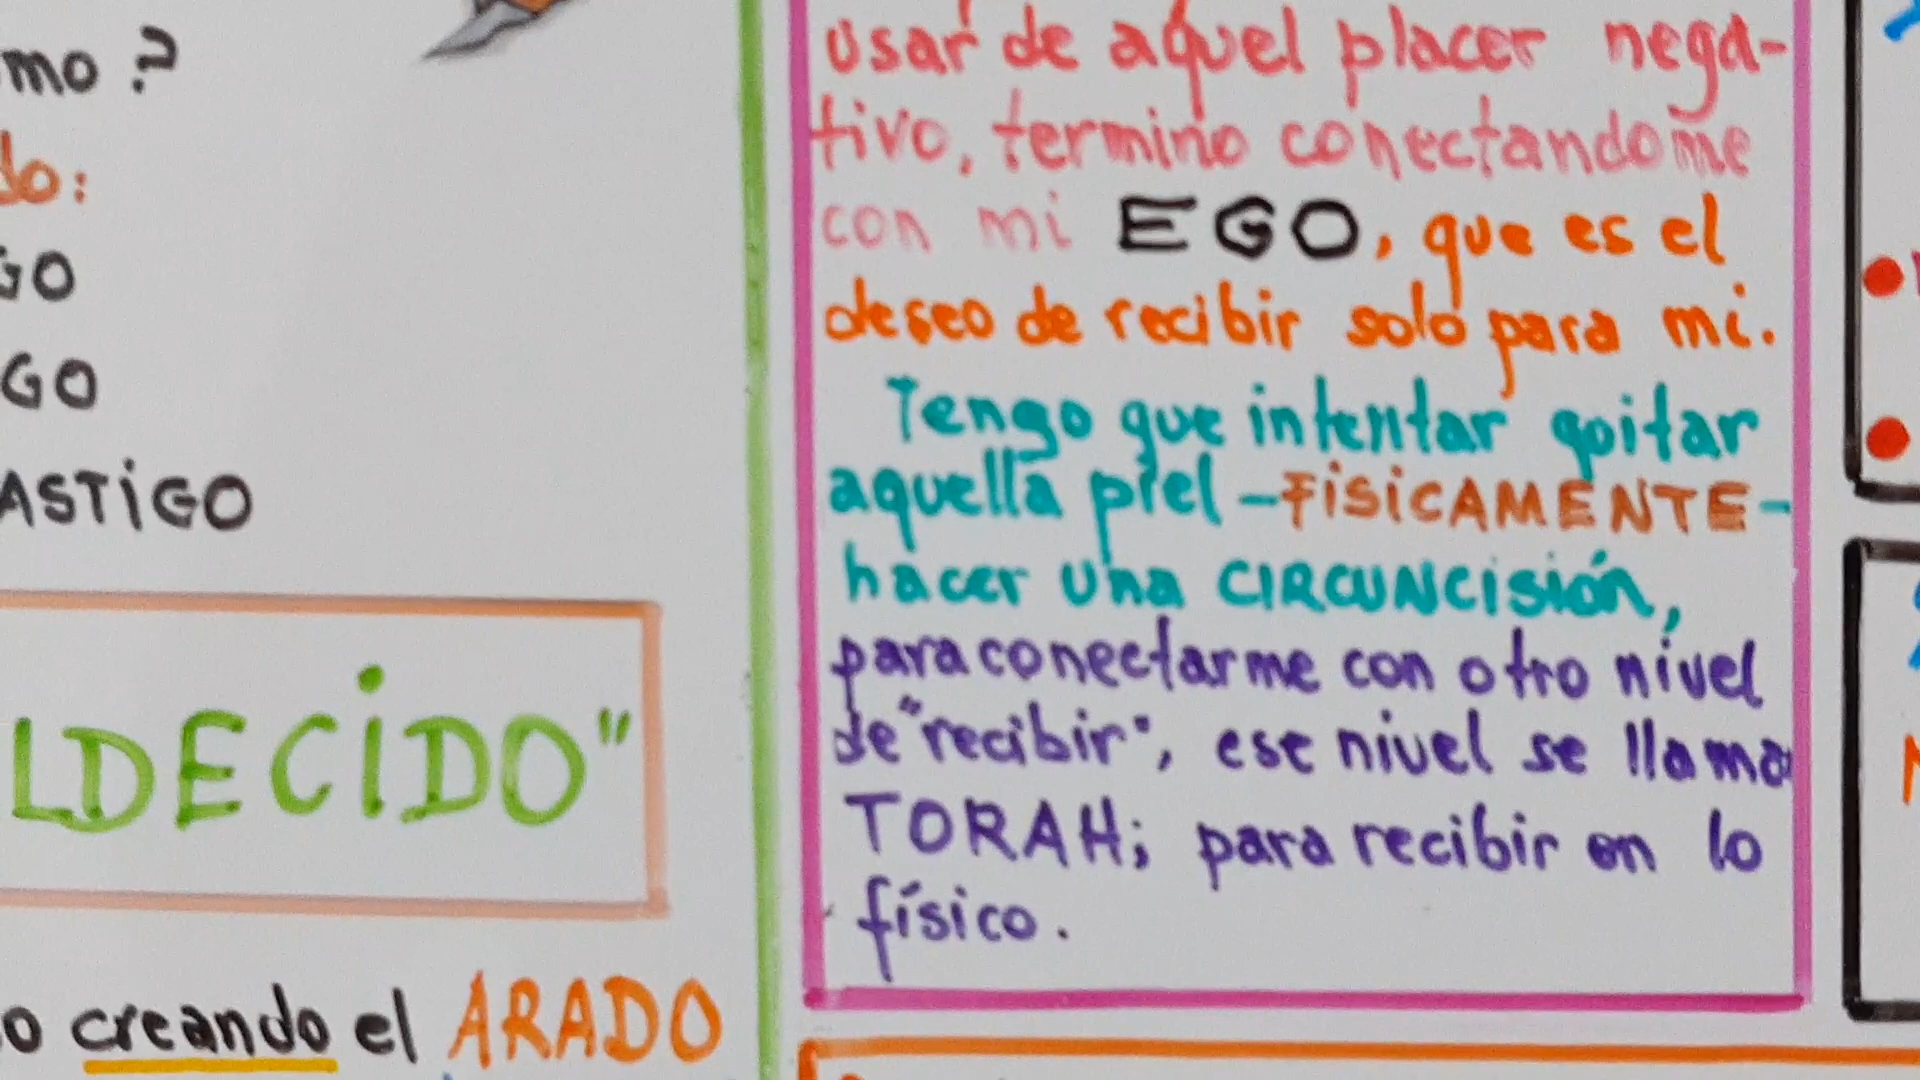 mo?
do:
GO
GO
ASTIGO
LDECIDO"
o creando el ARADO
usar de aquel placer nega-
tivo, termino conectandome
con mi EGO, que es el
deseo de recibir solo para mi.
Tengo que intentar quitar
aquella piel -FÍSICAMENTE-
hacer una CIRCUNCISIÓN,
para conectarme con otro nivel
de "recibir", ese nivel se llama
TORAH; para recibir en lo
físico.